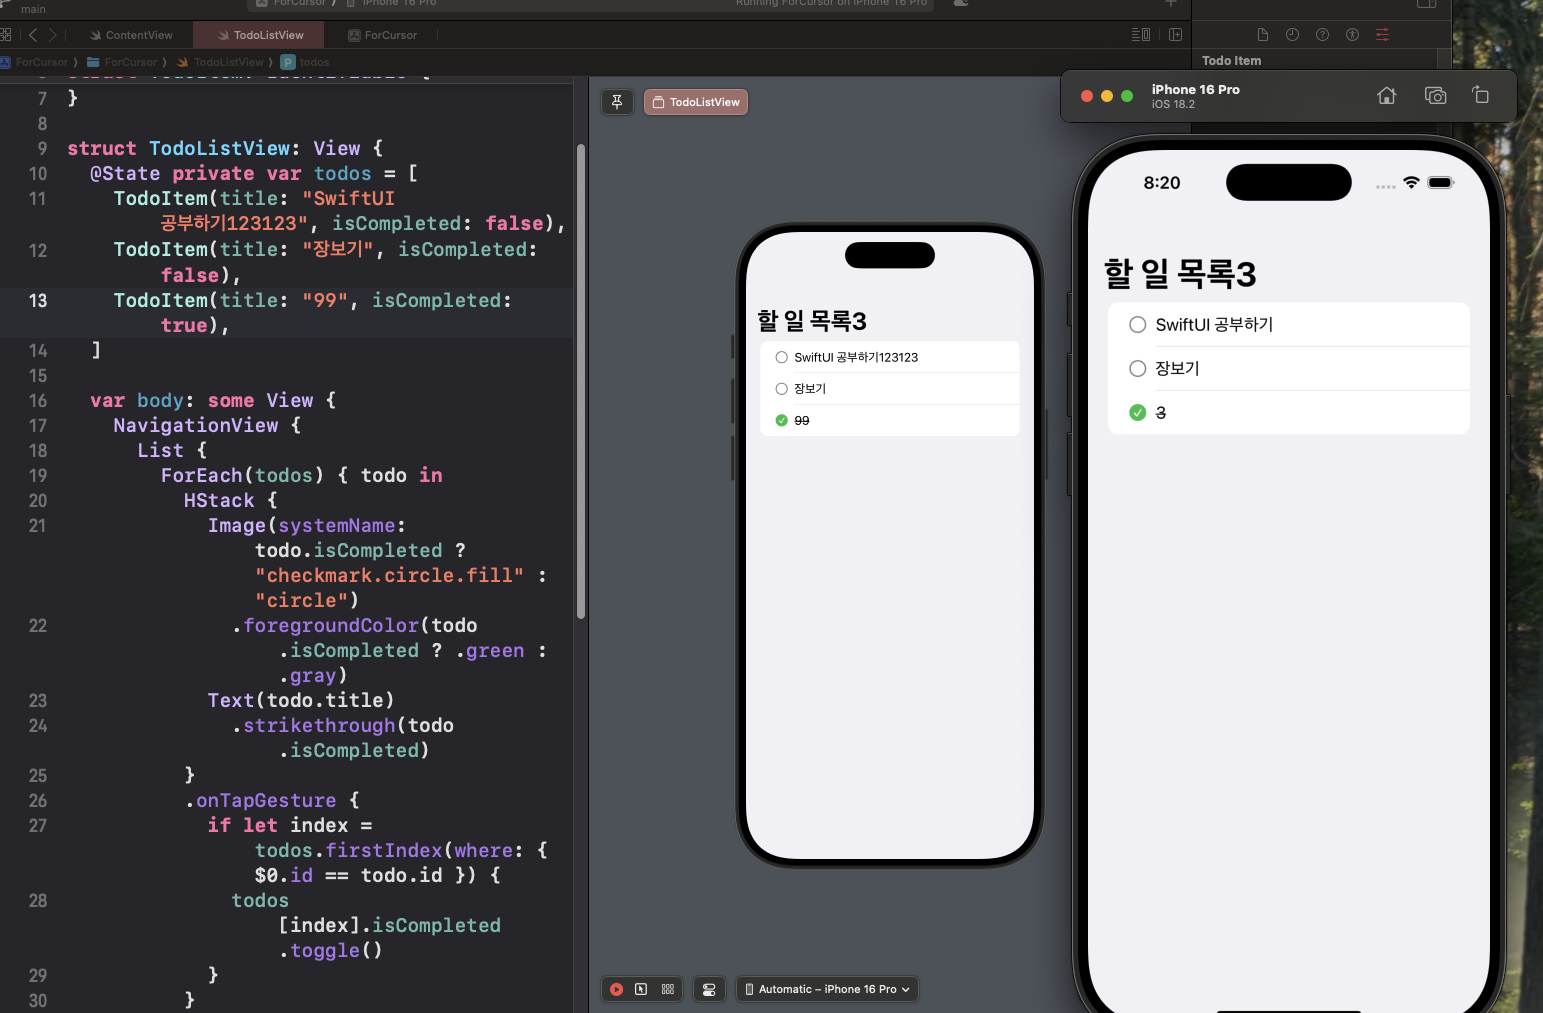 main
ForCursor
iPhone 16 Pro
Running ForCursor on iPhone 16 Pro
ContentView
TodoListView
ForCursor
ForCursor
ForCursor
TodoListView
P todos
7 }
8
9 struct TodoListView: View {
10 @State private var todos = [
11 TodoItem(title: "SwiftUI
공부하기123123", isCompleted: false),
12 TodoItem(title: "장보기", isCompleted:
false),
13 TodoItem(title: "99", isCompleted:
true),
14 ]
15
16 var body: some View {
17 NavigationView {
18 List {
19 ForEach(todos) { todo in
20 HStack {
21 Image(systemName:
todo.isCompleted ?
"checkmark.circle.fill" :
"circle")
22 .foregroundColor(todo
.isCompleted ? .green :
.gray)
23 Text(todo.title)
24 .strikethrough(todo
.isCompleted)
25 }
26 .onTapGesture {
27 if let index =
todos.firstIndex(where: {
$0.id == todo.id }) {
28 todos
[index].isCompleted
.toggle()
29 }
30 }
TodoListView
할 일 목록3
SwiftUI 공부하기123123
장보기
99
Automatic – iPhone 16 Pro
Todo Item
iPhone 16 Pro
iOS 18.2
8:20
할 일 목록3
SwiftUI 공부하기
장보기
3